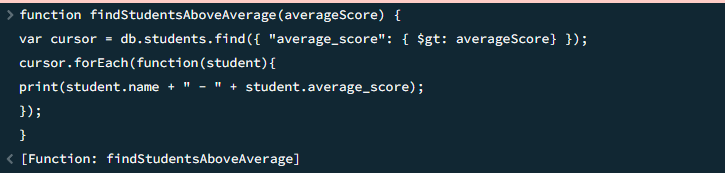 > function findStudentsAboveAverage(averageScore) {
var cursor = db.students.find({ "average_score": { $gt: averageScore} });
cursor.forEach(function(student){
print(student.name + " - " + student.average_score);
});
}
< [Function: findStudentsAboveAverage]